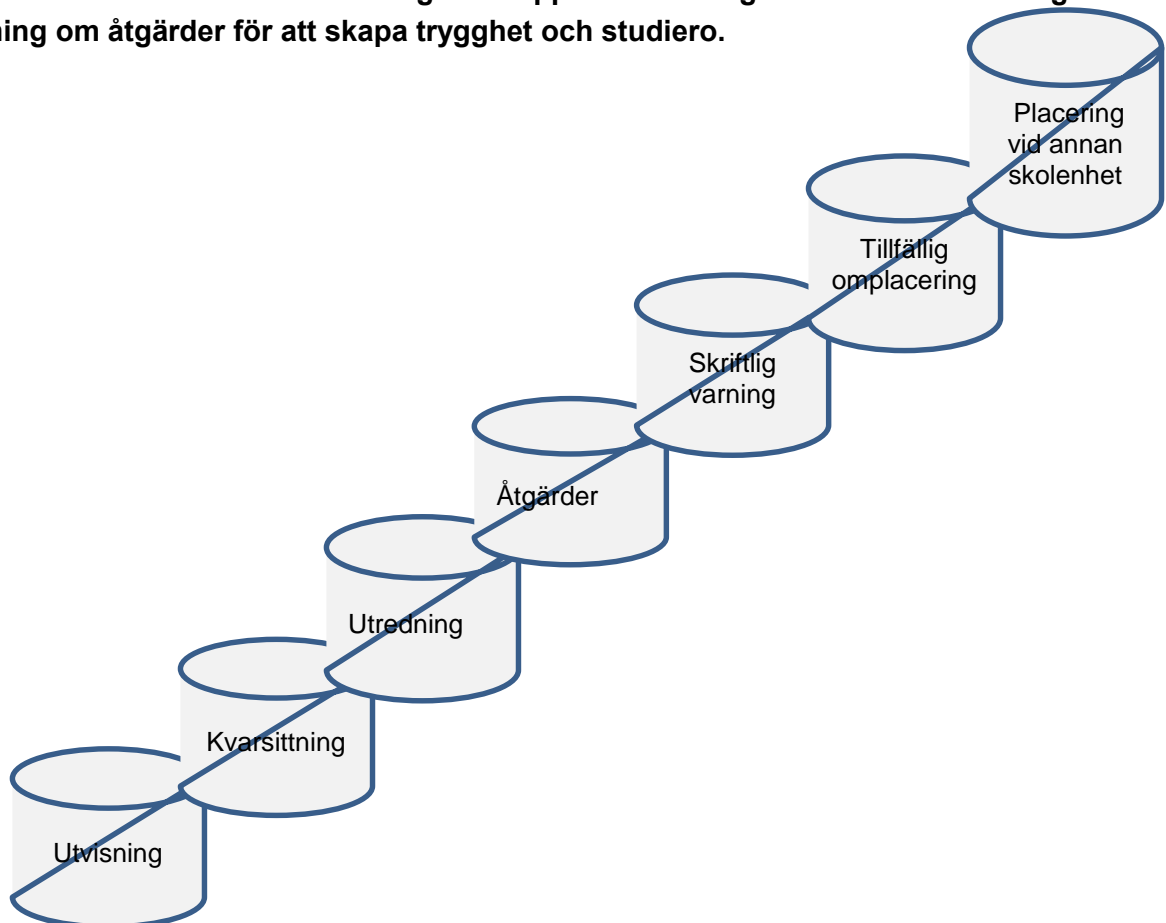 ning om åtgärder för att skapa trygghet och studiero.
Placering
vid annan
skolenhet
Tillfällig
omplacering
Skriftlig
varning
Åtgärder
Utredning
Kvarsittning
Utvisning